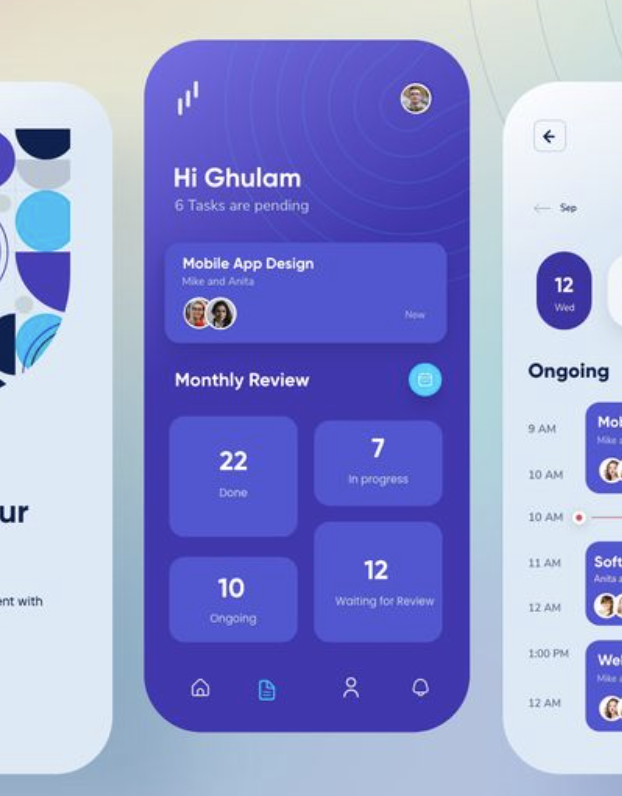 ur
ent with
Hi Ghulam
6 Tasks are pending
Mobile App Design
Mike and Anita
Now
Monthly Review
22
Done
7
In progress
10
Ongoing
12
Waiting for Review
Sep
12
Wed
Ongoing
9 AM
Mob
Mike a
10 AM
10 AM
11 AM
Soft
Anita a
12 AM
1:00 PM
Wel
Mike a
12 AM